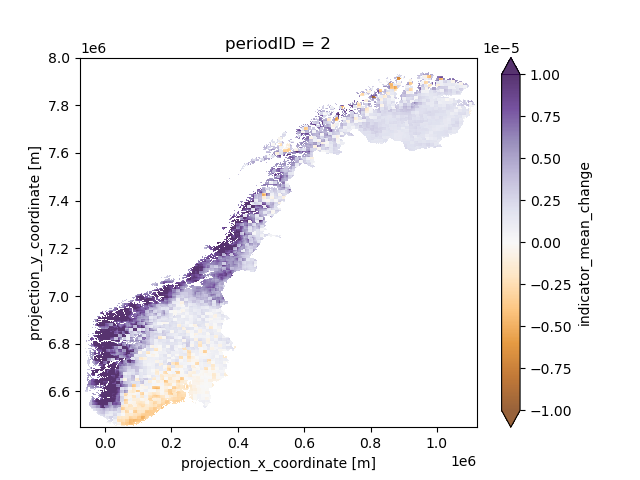 periodID = 2
1e6
8.0
7.8
7.6
7.4
7.2
7.0
6.8
6.6
projection_y_coordinate [m]
0.0 0.2 0.4 0.6 0.8 1.0
1e6
projection_x_coordinate [m]
1e−5
1.00
0.75
0.50
0.25
0.00
−0.25
−0.50
−0.75
−1.00
indicator_mean_change